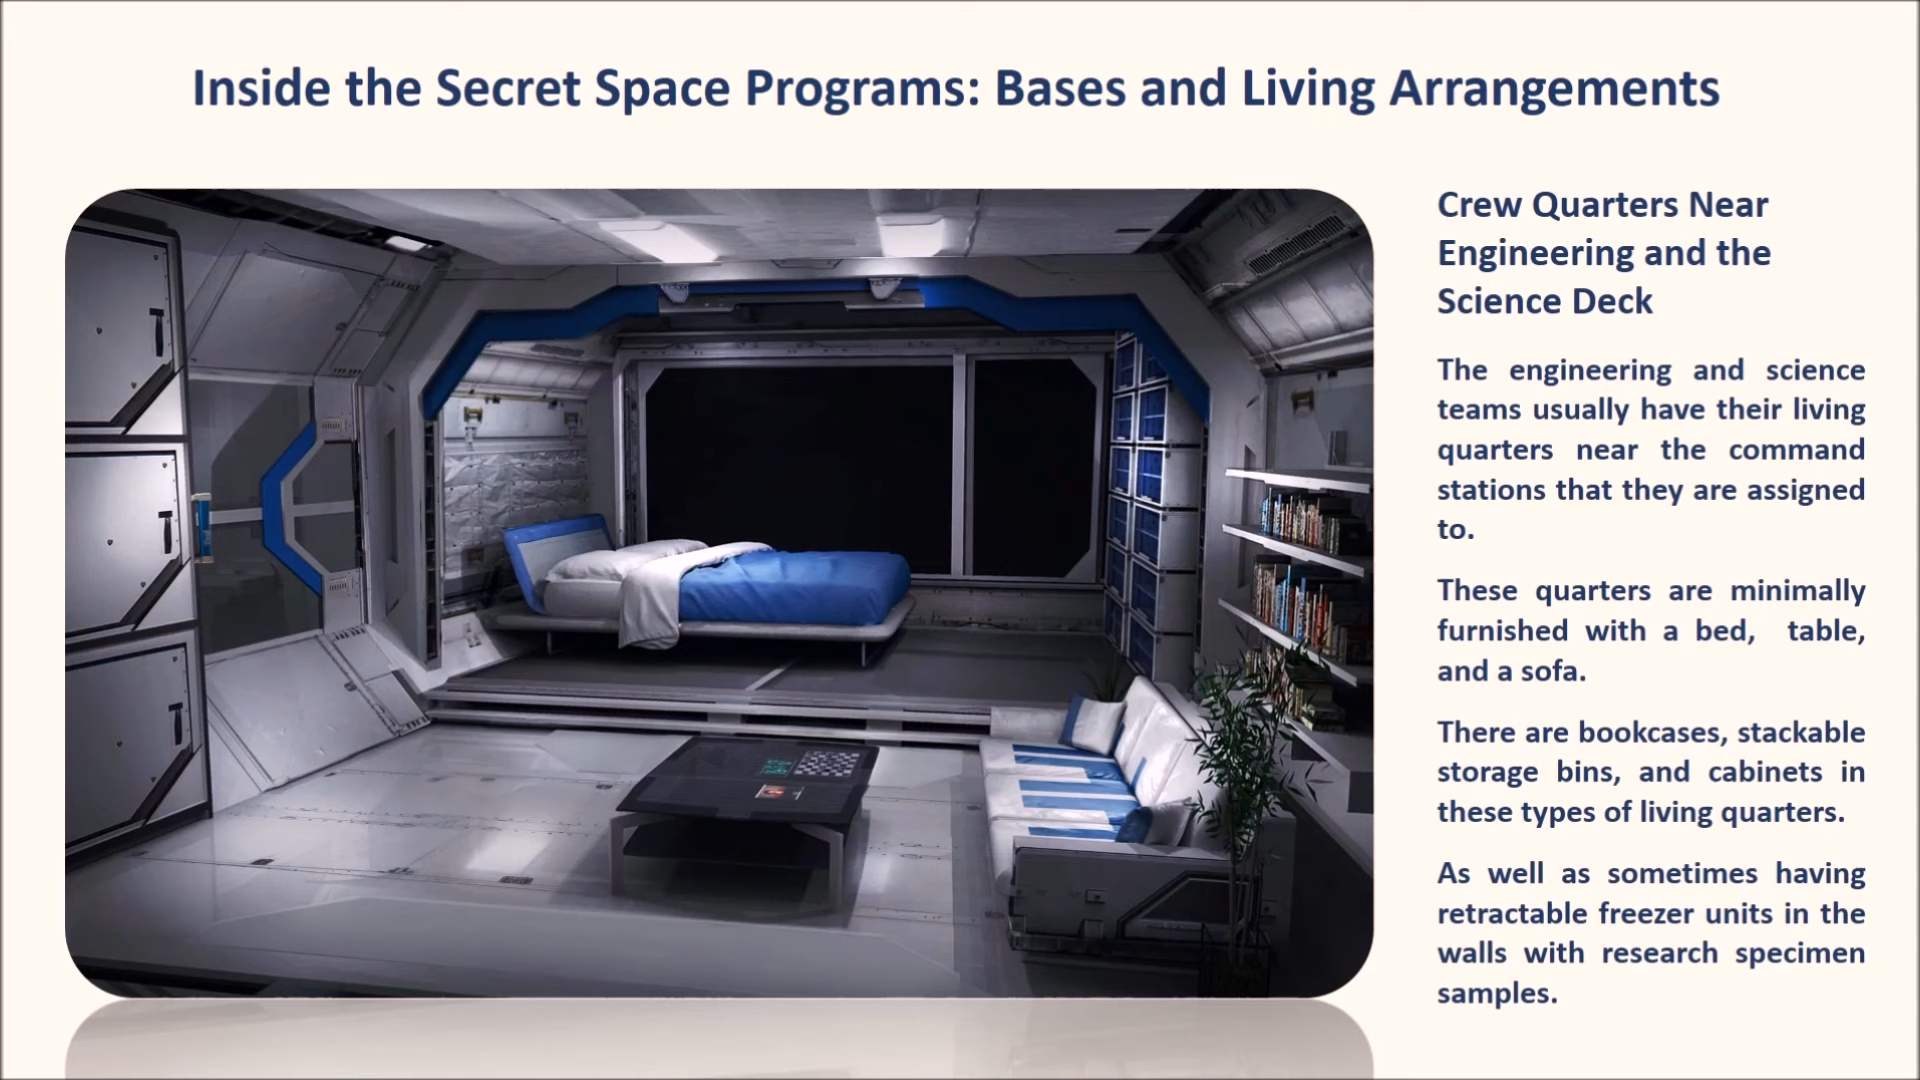 Inside the Secret Space Programs: Bases and Living Arrangements
Crew Quarters Near
Engineering and the
Science Deck
The engineering and science
teams usually have their living
quarters near the command
stations that they are assigned
to.
These quarters are minimally
furnished with a bed, table,
and a sofa.
There are bookcases, stackable
storage bins, and cabinets in
these types of living quarters.
As well as sometimes having
retractable freezer units in the
walls with research specimen
samples.